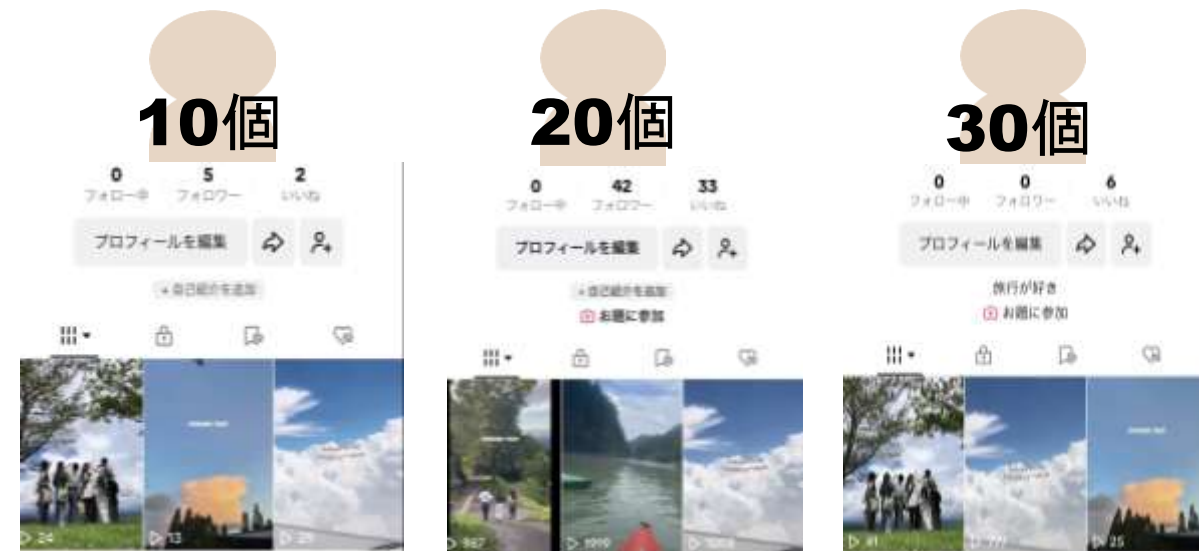 10個
0 5 2
フォロー中 フォロワー いいね
プロフィールを編集
+ 自己紹介を追加
24 13
20個
0 42 33
フォロー中 フォロワー いいね
プロフィールを編集
+ 自己紹介を追加
お題に参加
30個
0 0 6
フォロー中 フォロワー いいね
プロフィールを編集
旅行が好き
お題に参加
25